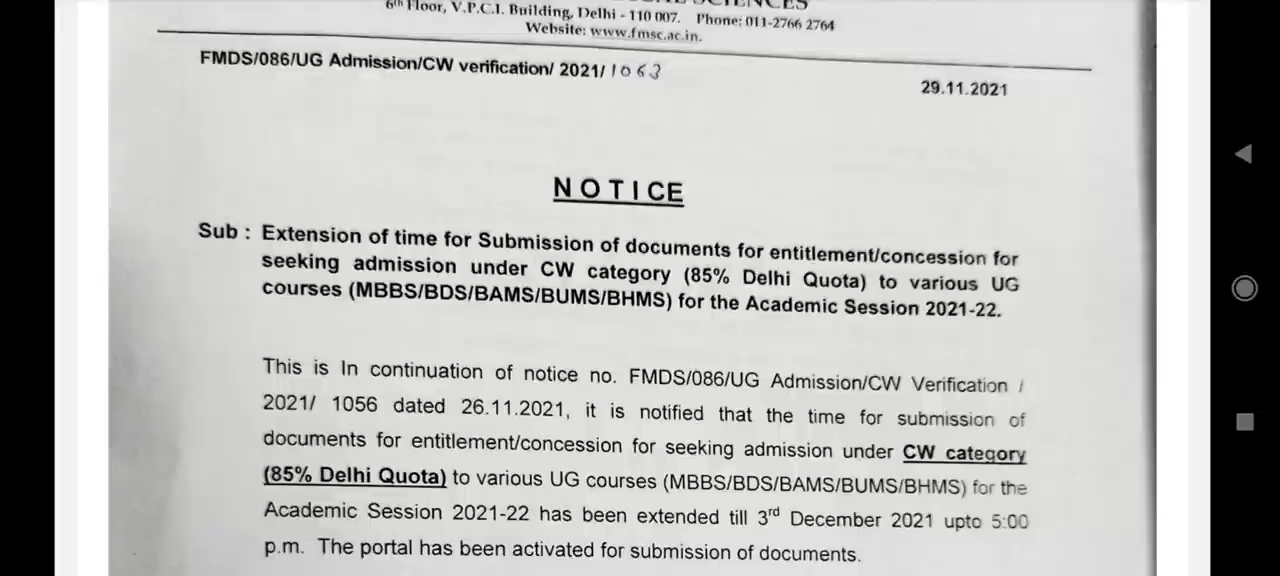 6th Floor, V.P.C.I. Building, Delhi - 110 007. Phone: 011-2766 2764
Website: www.fmsc.ac.in.
FMDS/086/UG Admission/CW verification/ 2021/ 1063
29.11.2021
NOTICE
Sub : Extension of time for Submission of documents for entitlement/concession for
seeking admission under CW category (85% Delhi Quota) to various UG
courses (MBBS/BDS/BAMS/BUMS/BHMS) for the Academic Session 2021-22.
This is In continuation of notice no. FMDS/086/UG Admission/CW Verification /
2021/ 1056 dated 26.11.2021, it is notified that the time for submission of
documents for entitlement/concession for seeking admission under CW category
(85% Delhi Quota) to various UG courses (MBBS/BDS/BAMS/BUMS/BHMS) for the
Academic Session 2021-22 has been extended till 3rd December 2021 upto 5:00
p.m. The portal has been activated for submission of documents.